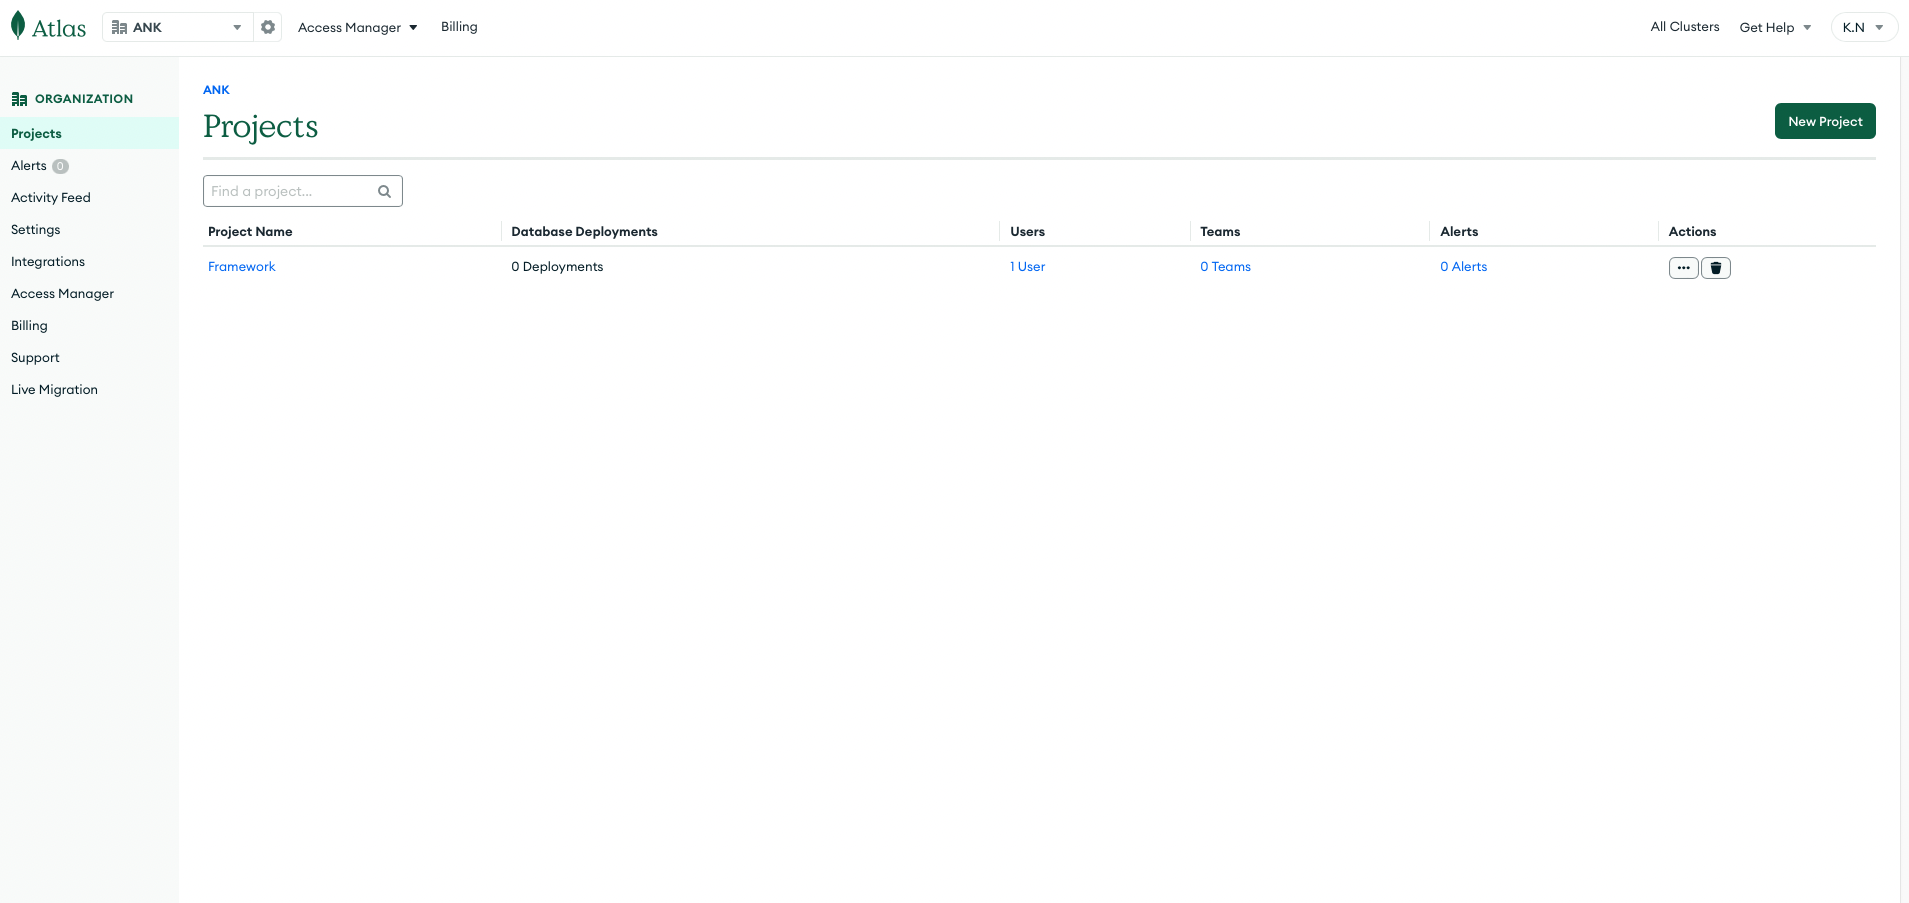 Atlas
ANK
Access Manager
Billing
All Clusters
Get Help
K.N
ORGANIZATION
Projects
Alerts 0
Activity Feed
Settings
Integrations
Access Manager
Billing
Support
Live Migration
ANK
Projects
New Project
Find a project...
Project Name Database Deployments Users Teams Alerts Actions
Framework 0 Deployments 1 User 0 Teams 0 Alerts